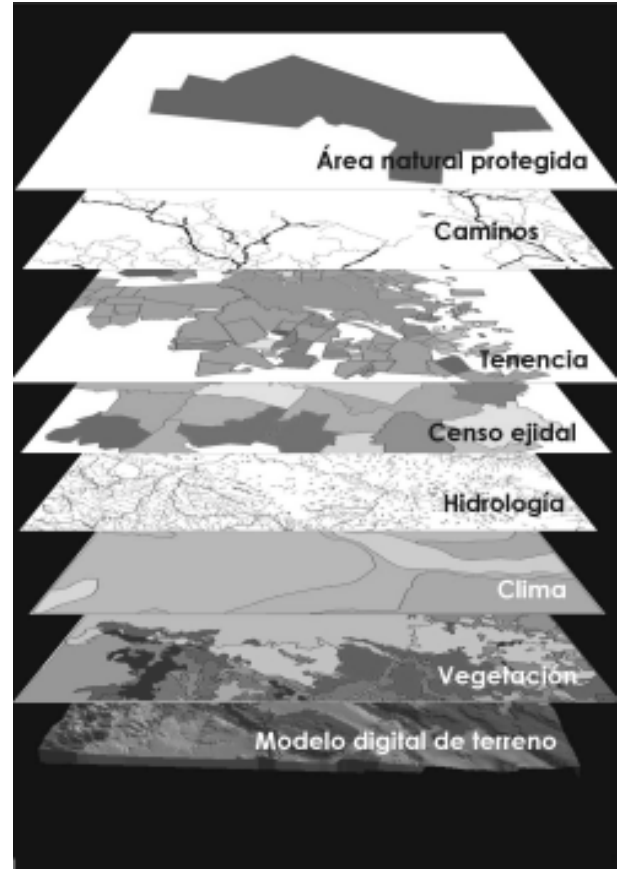 Área natural protegida
Caminos
Tenencia
Censo ejidal
Hidrología
Clima
Vegetación
Modelo digital de terreno